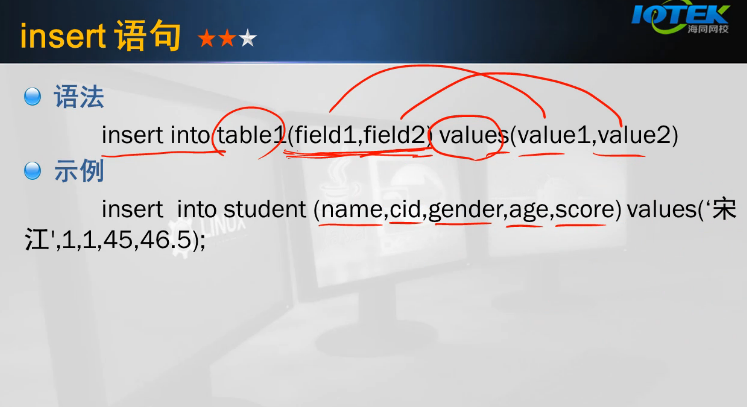 IOTEK
海同网校
insert 语句
语法
insert into table1(field1,field2) values(value1,value2)
示例
insert  into student (name,cid,gender,age,score) values(‘宋
江',1,1,45,46.5);
LINUX